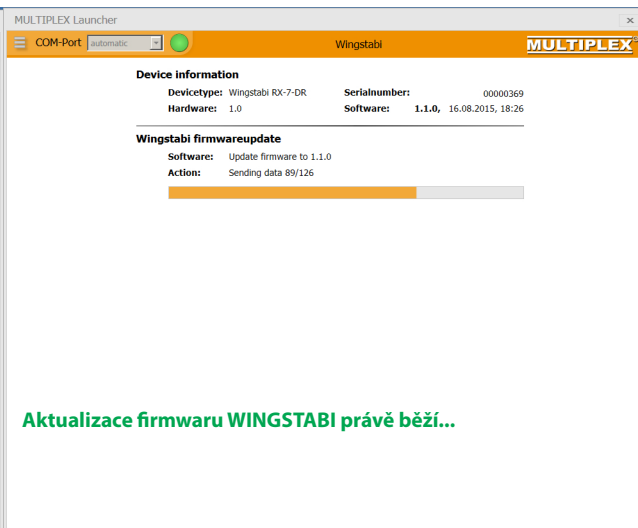 MULTIPLEX Launcher
COM-Port automatic Wingstabi MULTIPLEX
Device information
Devicetype: Wingstabi RX-7-DR Serialnumber: 00000369
Hardware: 1.0 Software: 1.1.0, 16.08.2015, 18:26
Wingstabi firmwareupdate
Software: Update firmware to 1.1.0
Action: Sending data 89/126
Aktualizace firmwaru WINGSTABI právě běží...